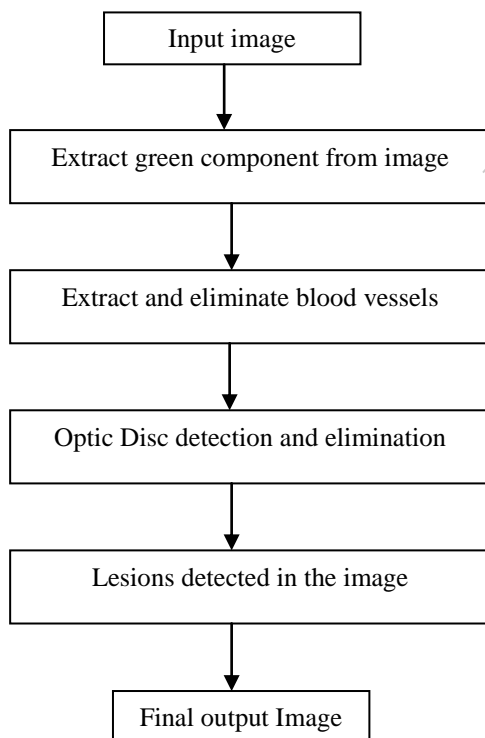 Input image
Extract green component from image
Extract and eliminate blood vessels
Optic Disc detection and elimination
Lesions detected in the image
Final output Image